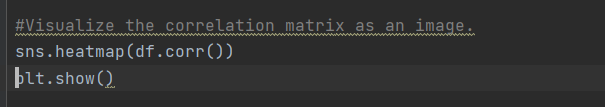 #Visualize the correlation matrix as an image.
sns.heatmap(df.corr())
plt.show()